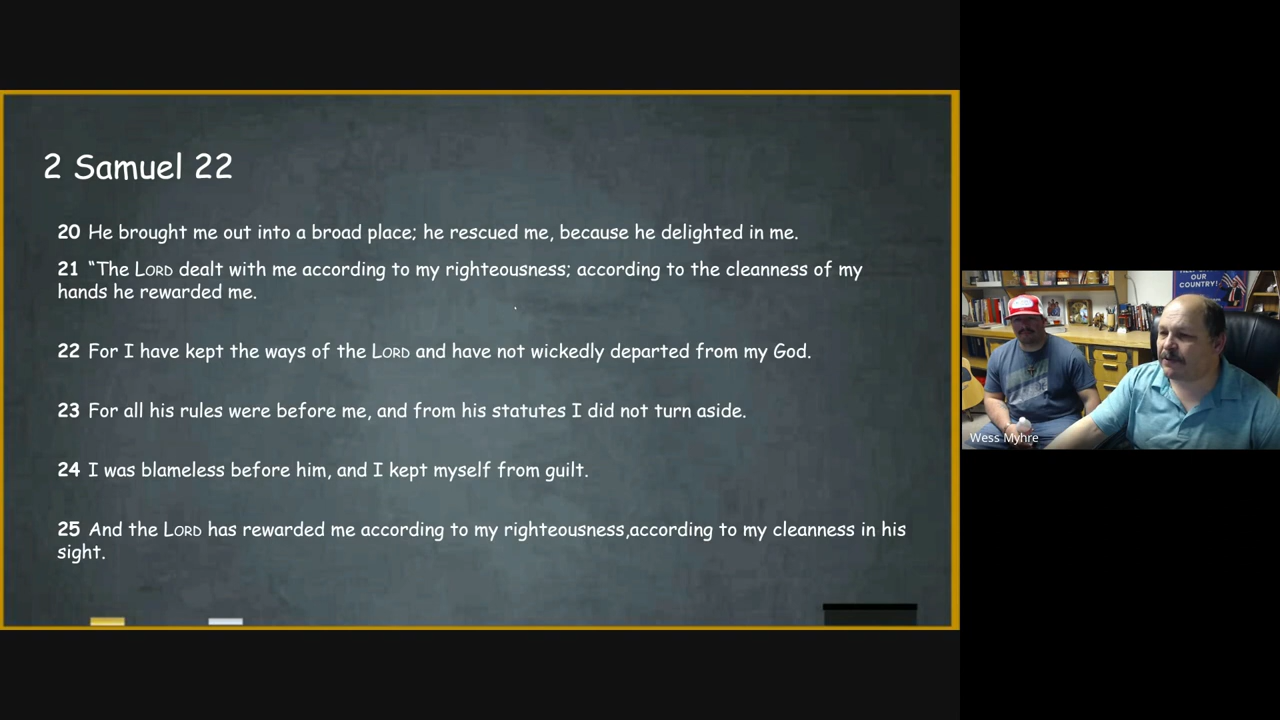 2 Samuel 22
20 He brought me out into a broad place; he rescued me, because he delighted in me.
21 “The LORD dealt with me according to my righteousness; according to the cleanness of my
hands he rewarded me.
22 For I have kept the ways of the LORD and have not wickedly departed from my God.
23 For all his rules were before me, and from his statutes I did not turn aside.
24 I was blameless before him, and I kept myself from guilt.
25 And the LORD has rewarded me according to my righteousness,according to my cleanness in his
sight.
OUR
COUNTRY!
Wess Myhre